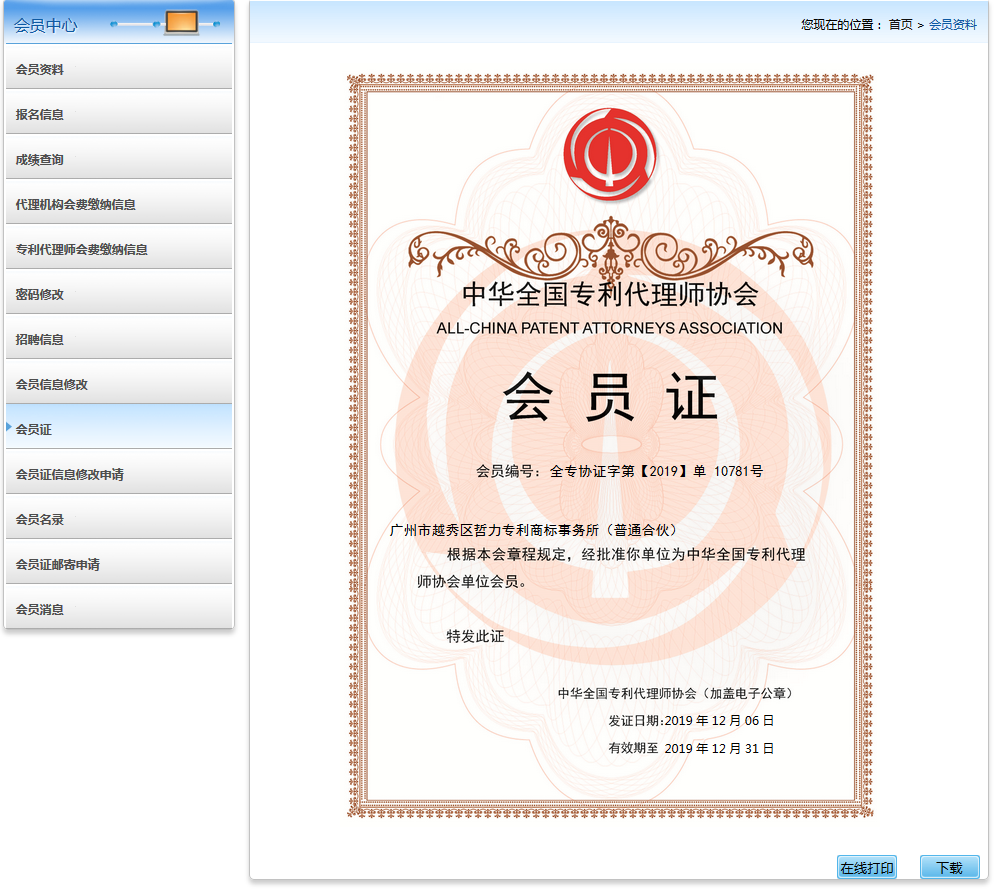 会员中心
会员资料
报名信息
成绩查询
代理机构会费缴纳信息
专利代理师会费缴纳信息
密码修改
招聘信息
会员信息修改
会员证
会员证信息修改申请
会员名录
会员证邮寄申请
会员消息
您现在的位置： 首页 > 会员资料
中华全国专利代理师协会
ALL-CHINA PATENT ATTORNEYS ASSOCIATION
会 员 证
会员编号：全专协证字第【2019】单 10781号
广州市越秀区哲力专利商标事务所（普通合伙）
根据本会章程规定，经批准你单位为中华全国专利代理
师协会单位会员。
特发此证
中华全国专利代理师协会（加盖电子公章）
发证日期:2019 年 12 月 06 日
有效期至 2019 年 12 月 31 日
在线打印 下载